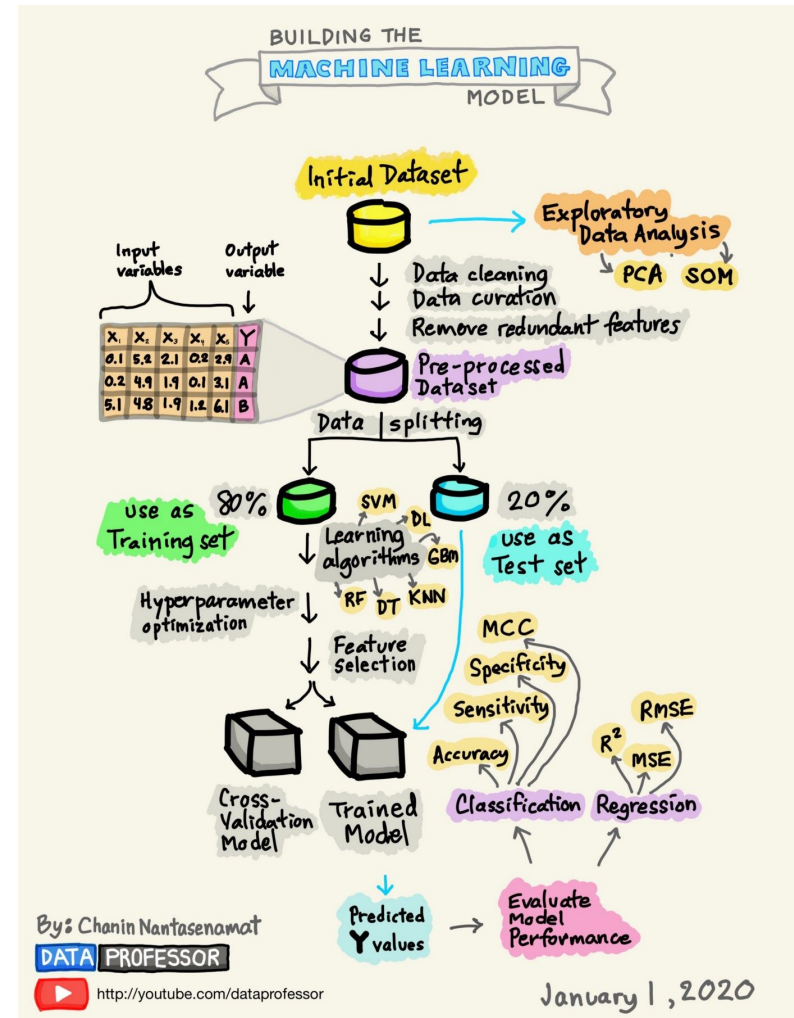 BUILDING THE
MACHINE LEARNING
MODEL
Initial Dataset
Exploratory
Data Analysis
PCA SOM
Input
variables
Output
variable
Data cleaning
Data curation
Remove redundant features
X₁ X₂ X₃ X₄ X₅ Y
0.1 5.2 2.1 0.2 2.9 A
0.2 4.9 1.9 0.1 3.1 A
5.1 4.8 1.9 1.2 6.1 B
Pre-processed
Dataset
Data splitting
80%
use as
Training set
20%
use as
Test set
Learning
algorithms
SVM
DL
GBM
KNN
DT
RF
Hyperparameter
optimization
Feature
selection
Cross-
Validation
Model
Trained
Model
MCC
Specificity
Sensitivity
Accuracy
Classification
RMSE
R²
MSE
Regression
Predicted
Y values
Evaluate
Model
Performance
By: Chanin Nantasenamat
DATA PROFESSOR
http://youtube.com/dataprofessor
January 1, 2020